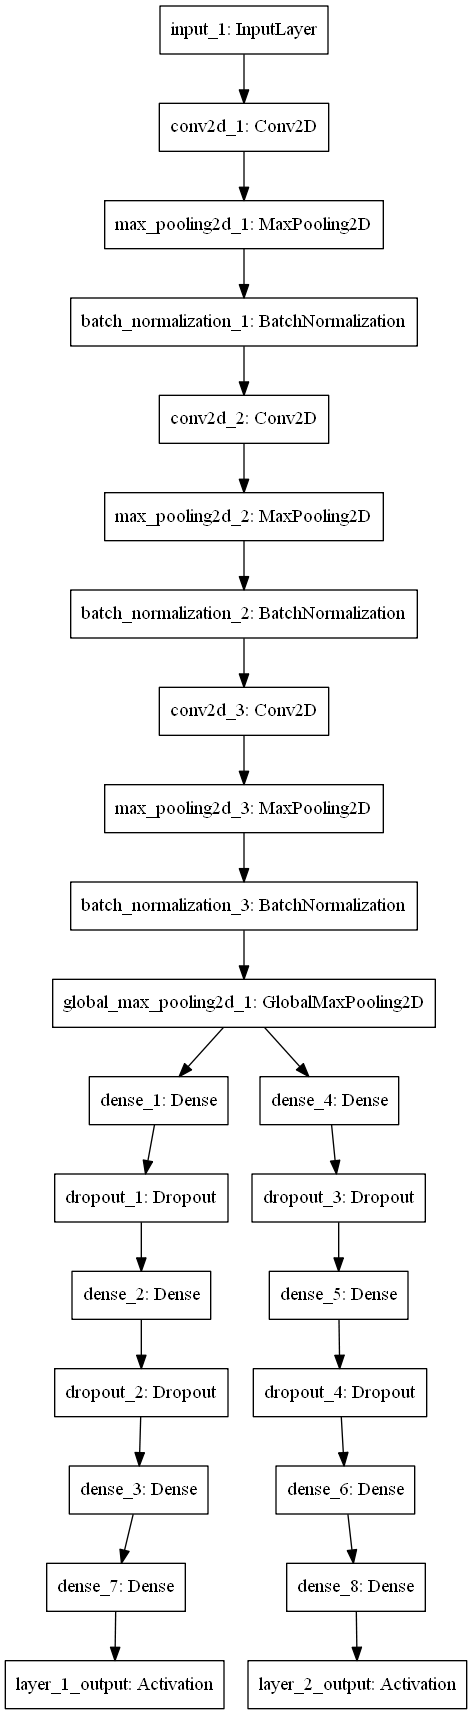 input_1: InputLayer
conv2d_1: Conv2D
max_pooling2d_1: MaxPooling2D
batch_normalization_1: BatchNormalization
conv2d_2: Conv2D
max_pooling2d_2: MaxPooling2D
batch_normalization_2: BatchNormalization
conv2d_3: Conv2D
max_pooling2d_3: MaxPooling2D
batch_normalization_3: BatchNormalization
global_max_pooling2d_1: GlobalMaxPooling2D
dense_1: Dense
dense_4: Dense
dropout_1: Dropout
dropout_3: Dropout
dense_2: Dense
dense_5: Dense
dropout_2: Dropout
dropout_4: Dropout
dense_3: Dense
dense_6: Dense
dense_7: Dense
dense_8: Dense
layer_1_output: Activation
layer_2_output: Activation